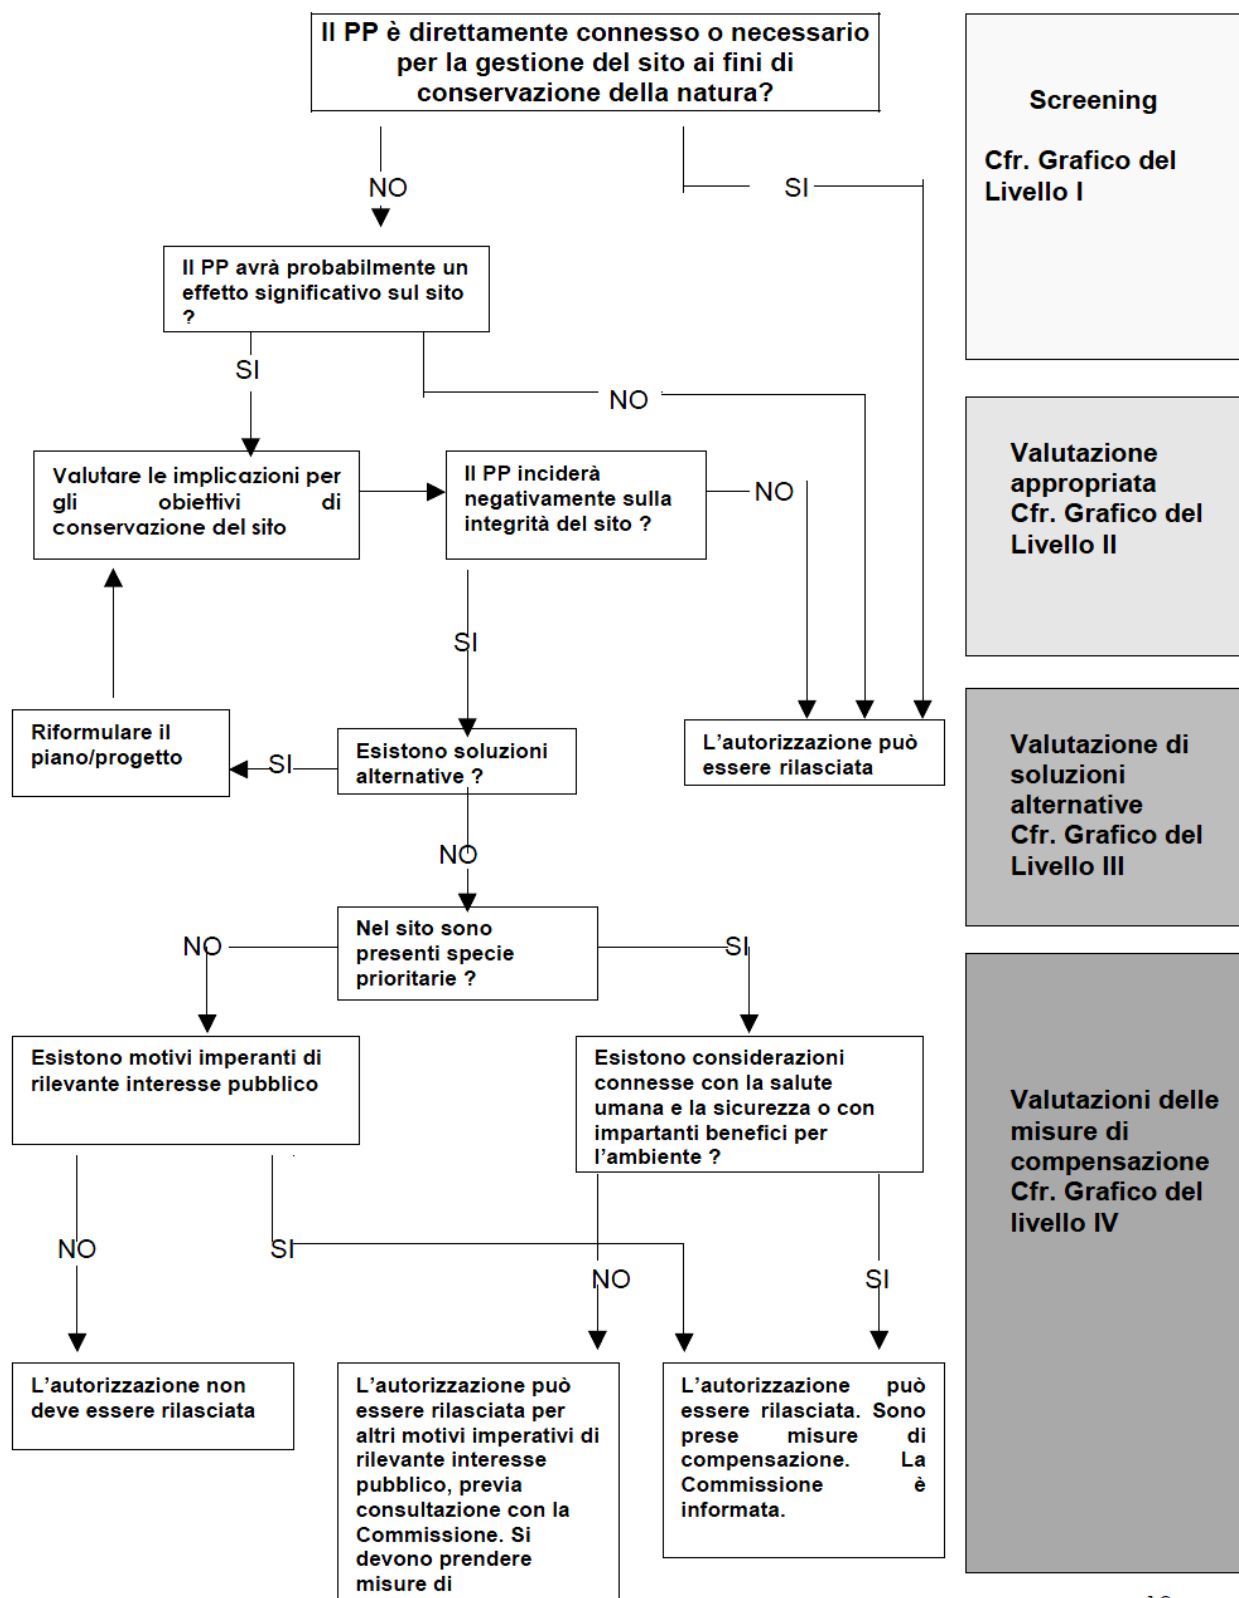 Il PP è direttamente connesso o necessario
per la gestione del sito ai fini di
conservazione della natura?
Screening
Cfr. Grafico del
Livello I
NO
SI
Il PP avrà probabilmente un
effetto significativo sul sito
?
SI
NO
Valutare le implicazioni per
gli obiettivi di
conservazione del sito
Il PP inciderà
negativamente sulla
integrità del sito ?
NO
Valutazione
appropriata
Cfr. Grafico del
Livello II
SI
Riformulare il
piano/progetto
SI
Esistono soluzioni
alternative ?
L'autorizzazione può
essere rilasciata
Valutazione di
soluzioni
alternative
Cfr. Grafico del
Livello III
NO
NO
Nel sito sono
presenti specie
prioritarie ?
SI
Esistono motivi imperanti di
rilevante interesse pubblico
Esistono considerazioni
connesse con la salute
umana e la sicurezza o con
impartanti benefici per
l'ambiente ?
Valutazioni delle
misure di
compensazione
Cfr. Grafico del
livello IV
NO
SI
NO
SI
L'autorizzazione non
deve essere rilasciata
L'autorizzazione può
essere rilasciata per
altri motivi imperativi di
rilevante interesse
pubblico, previa
consultazione con la
Commissione. Si
devono prendere
misure di
L'autorizzazione può
essere rilasciata. Sono
prese misure di
compensazione. La
Commissione è
informata.